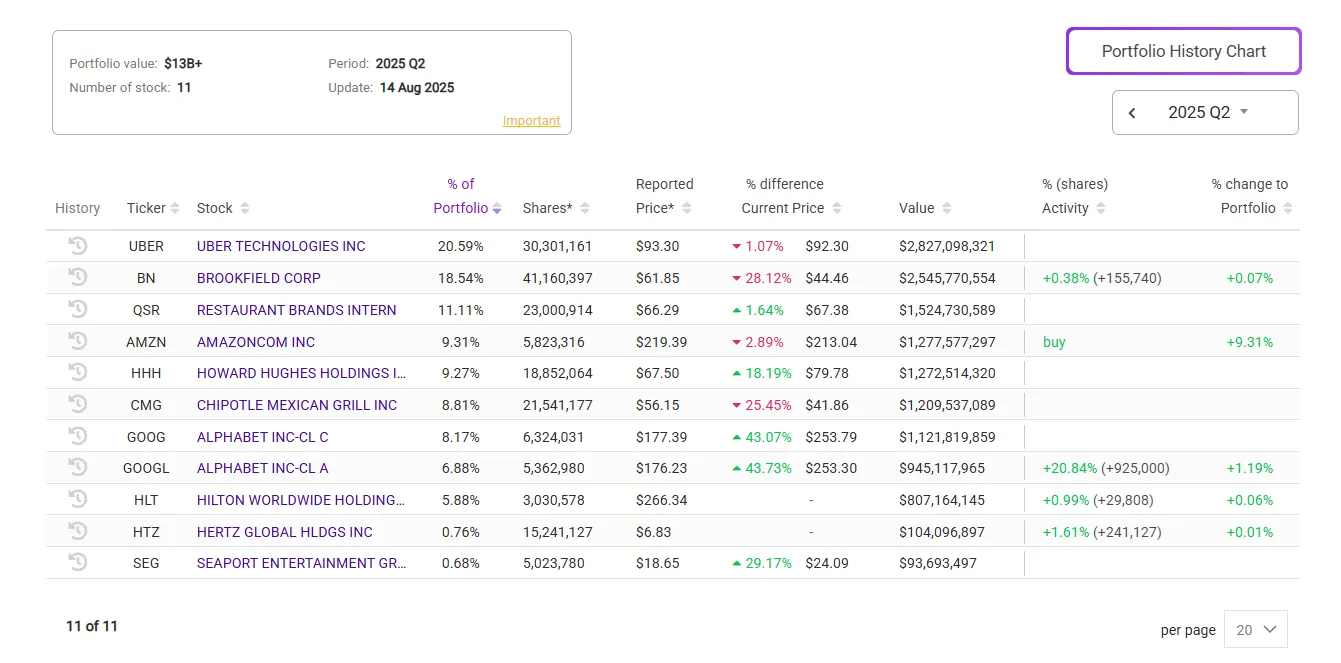 Portfolio value: $13B+ Period: 2025 Q2
Number of stock: 11 Update: 14 Aug 2025
Important
Portfolio History Chart
2025 Q2
% of Reported % difference % (shares) % change to
History Ticker Stock Portfolio Shares* Price* Current Price Value Activity Portfolio
UBER UBER TECHNOLOGIES INC 20.59% 30,301,161 $93.30 1.07% $92.30 $2,827,098,321
BN BROOKFIELD CORP 18.54% 41,160,397 $61.85 28.12% $44.46 $2,545,770,554 +0.38% (+155,740) +0.07%
QSR RESTAURANT BRANDS INTERN 11.11% 23,000,914 $66.29 1.64% $67.38 $1,524,730,589
AMZN AMAZONCOM INC 9.31% 5,823,316 $219.39 2.89% $213.04 $1,277,577,297 buy +9.31%
HHH HOWARD HUGHES HOLDINGS I... 9.27% 18,852,064 $67.50 18.19% $79.78 $1,272,514,320
CMG CHIPOTLE MEXICAN GRILL INC 8.81% 21,541,177 $56.15 25.45% $41.86 $1,209,537,089
GOOG ALPHABET INC-CL C 8.17% 6,324,031 $177.39 43.07% $253.79 $1,121,819,859
GOOGL ALPHABET INC-CL A 6.88% 5,362,980 $176.23 43.73% $253.30 $945,117,965 +20.84% (+925,000) +1.19%
HLT HILTON WORLDWIDE HOLDING... 5.88% 3,030,578 $266.34 - $807,164,145 +0.99% (+29,808) +0.06%
HTZ HERTZ GLOBAL HLDGS INC 0.76% 15,241,127 $6.83 - $104,096,897 +1.61% (+241,127) +0.01%
SEG SEAPORT ENTERTAINMENT GR... 0.68% 5,023,780 $18.65 29.17% $24.09 $93,693,497
11 of 11
per page 20